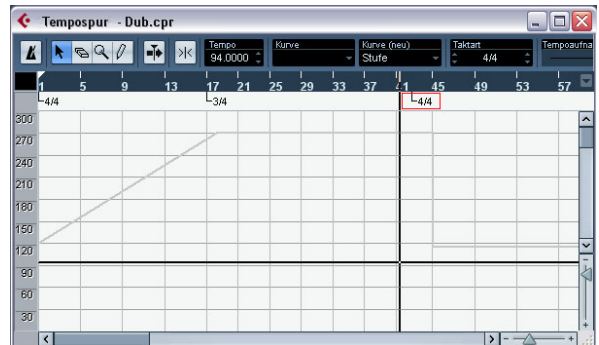 Tempospur - Dub.cpr
Tempo Kurve Kurve (neu) Taktart Tempoaufna
94.0000 Stufe 4/4
1 5 9 13 17 21 25 29 33 37 41 45 49 53 57
4/4 3/4 4/4
300
270
240
210
180
150
120
90
60
30